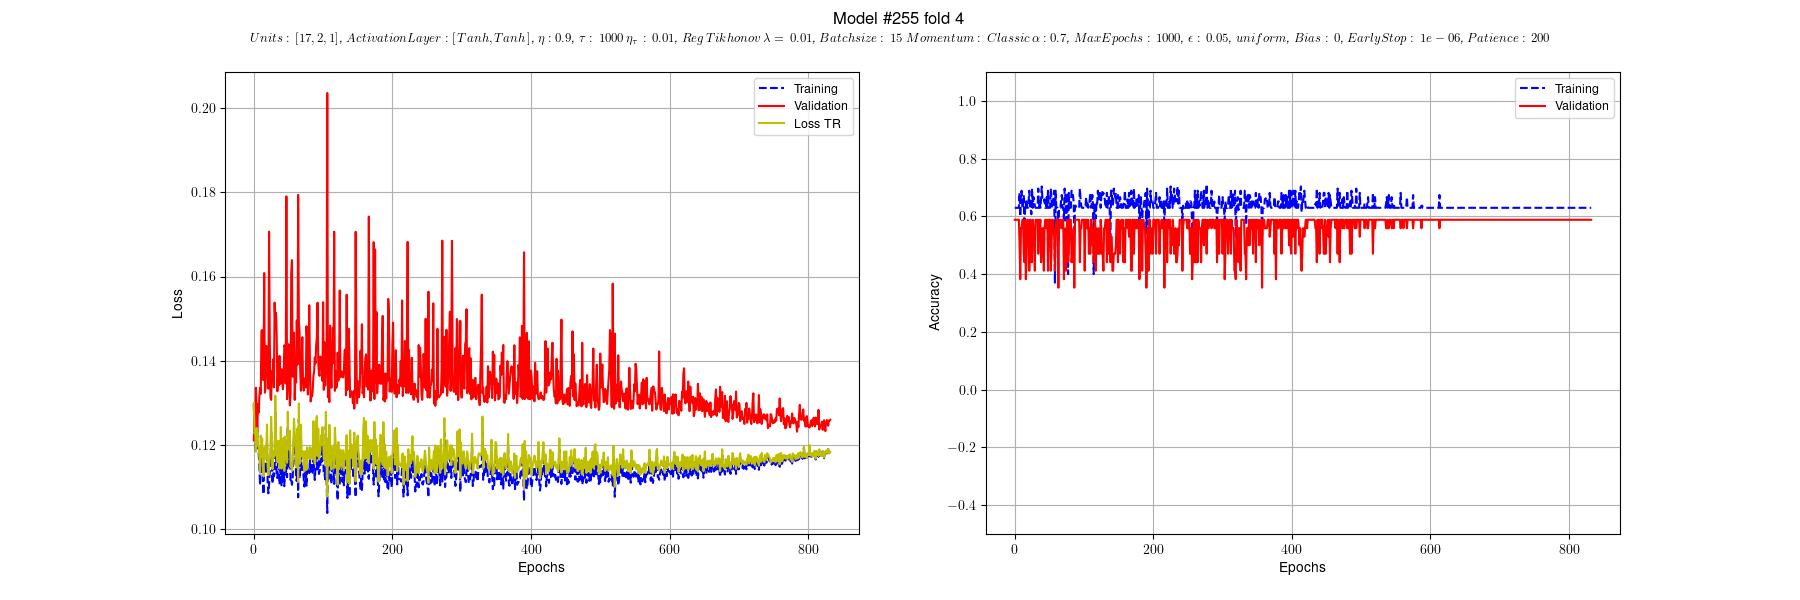 Model #255 fold 4
Units : [17, 2, 1], ActivationLayer : [Tanh, Tanh], η : 0.9, τ : 1000 η_τ : 0.01, Reg Tikhonov λ = 0.01, Batchsize : 15 Momentum : Classic α : 0.7, MaxEpochs : 1000, ϵ : 0.05, uniform, Bias : 0, EarlyStop : 1e − 06, Patience : 200
Loss
0.20
0.18
0.16
0.14
0.12
0.10
0
200
400
600
800
Epochs
Training
Validation
Loss TR
Accuracy
1.0
0.8
0.6
0.4
0.2
0.0
−0.2
−0.4
0
200
400
600
800
Epochs
Training
Validation